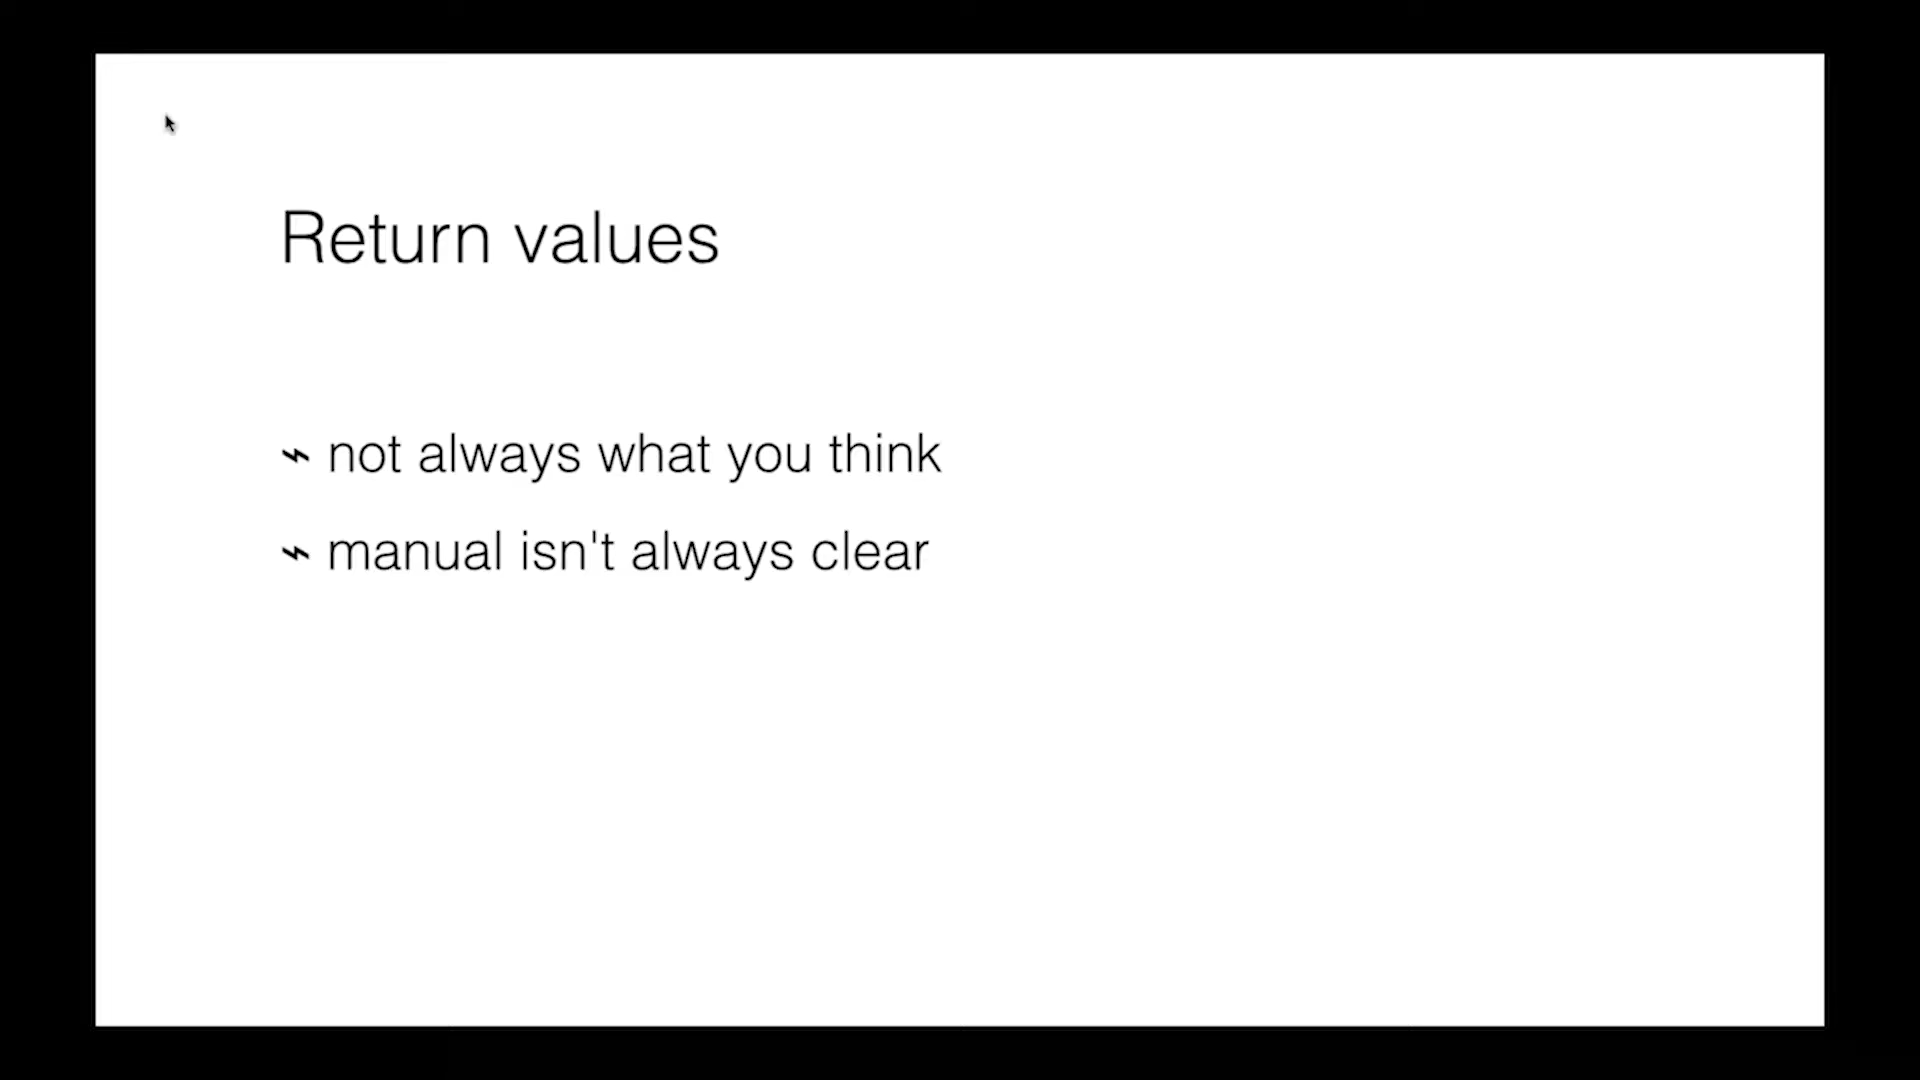 Return values
⌁ not always what you think
⌁ manual isn't always clear